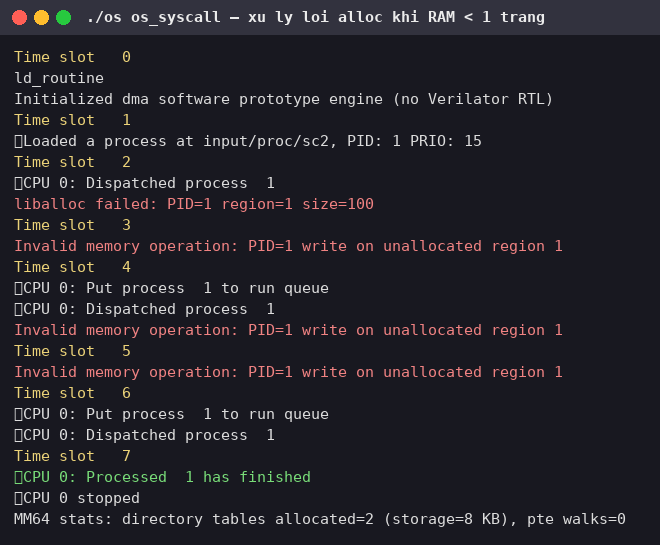 ./os os_syscall — xu ly loi alloc khi RAM < 1 trang
Time slot   0
ld_routine
Initialized dma software prototype engine (no Verilator RTL)
Time slot   1
Loaded a process at input/proc/sc2, PID: 1 PRIO: 15
Time slot   2
CPU 0: Dispatched process  1
liballoc failed: PID=1 region=1 size=100
Time slot   3
Invalid memory operation: PID=1 write on unallocated region 1
Time slot   4
CPU 0: Put process  1 to run queue
CPU 0: Dispatched process  1
Invalid memory operation: PID=1 write on unallocated region 1
Time slot   5
Invalid memory operation: PID=1 write on unallocated region 1
Time slot   6
CPU 0: Put process  1 to run queue
CPU 0: Dispatched process  1
Time slot   7
CPU 0: Processed  1 has finished
CPU 0 stopped
MM64 stats: directory tables allocated=2 (storage=8 KB), pte walks=0